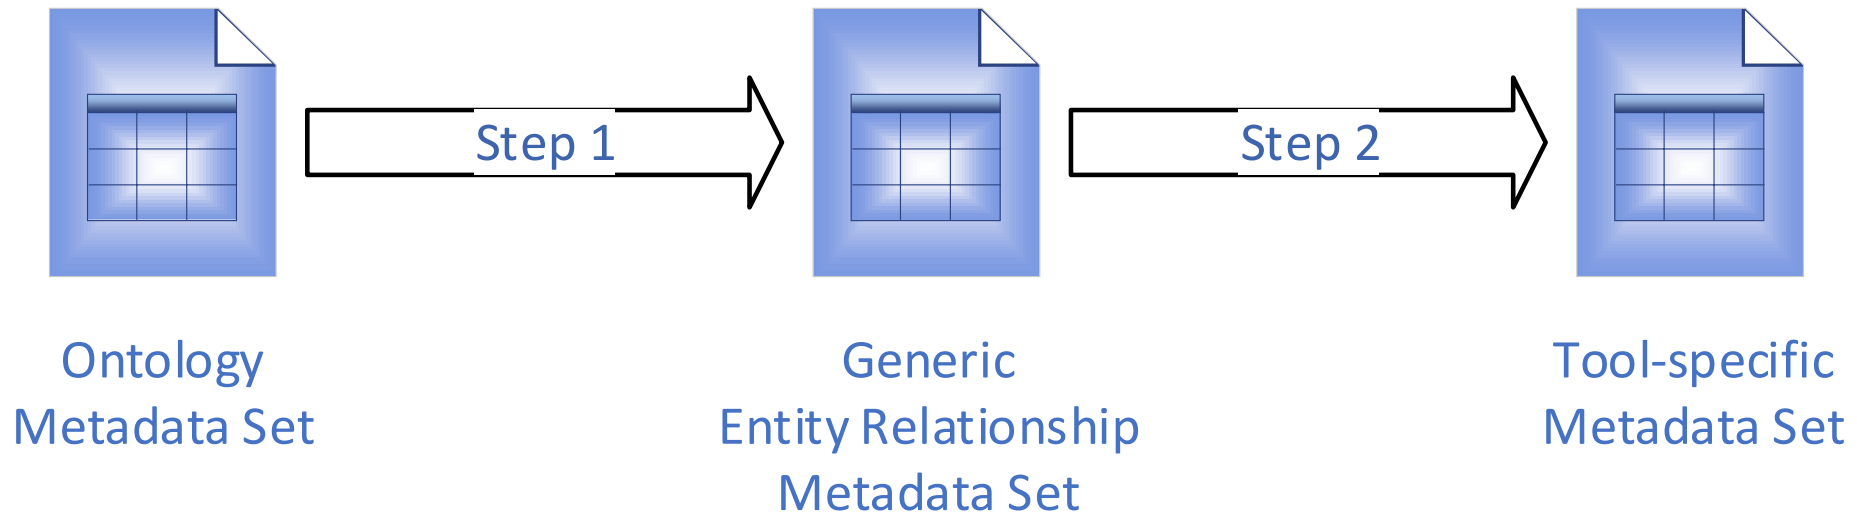 Step 1
Step 2
Ontology
Metadata Set
Generic
Entity Relationship
Metadata Set
Tool-specific
Metadata Set